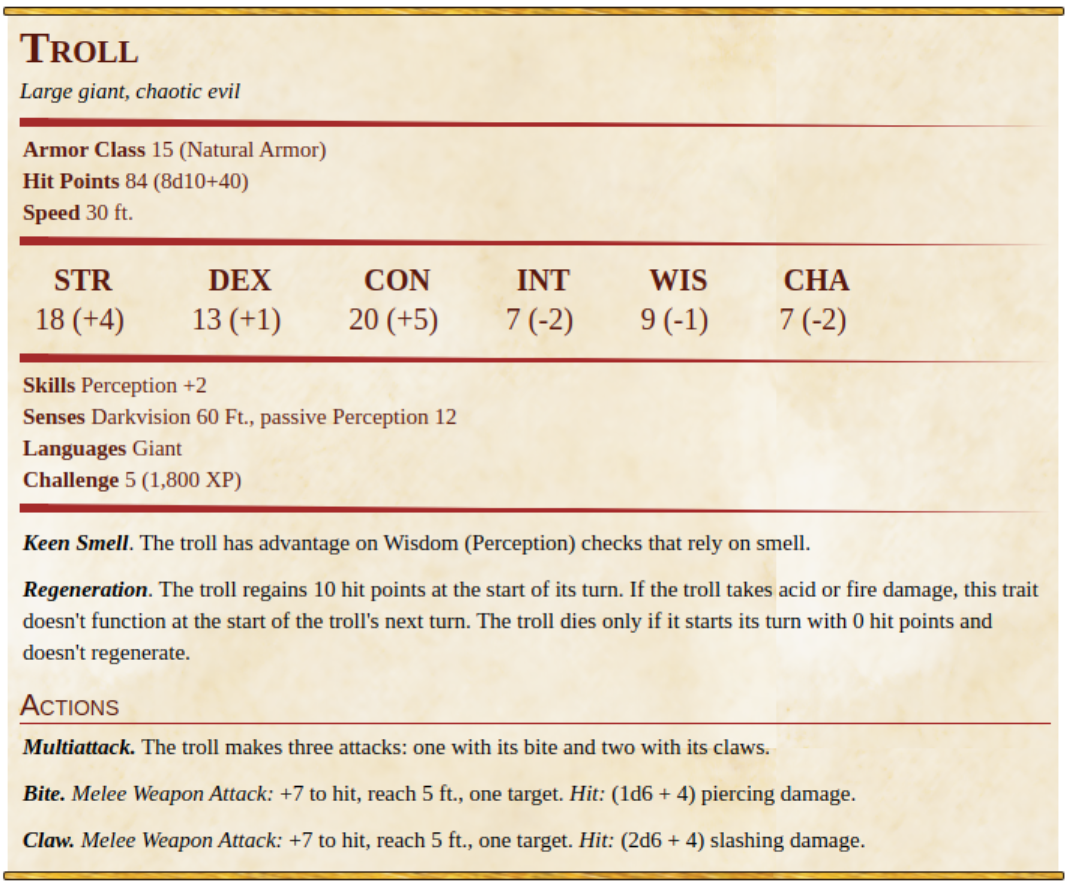 TROLL
Large giant, chaotic evil
Armor Class 15 (Natural Armor)
Hit Points 84 (8d10+40)
Speed 30 ft.
STR DEX CON INT WIS CHA
18 (+4) 13 (+1) 20 (+5) 7 (-2) 9 (-1) 7 (-2)
Skills Perception +2
Senses Darkvision 60 Ft., passive Perception 12
Languages Giant
Challenge 5 (1,800 XP)
Keen Smell. The troll has advantage on Wisdom (Perception) checks that rely on smell.
Regeneration. The troll regains 10 hit points at the start of its turn. If the troll takes acid or fire damage, this trait
doesn't function at the start of the troll's next turn. The troll dies only if it starts its turn with 0 hit points and
doesn't regenerate.
ACTIONS
Multiattack. The troll makes three attacks: one with its bite and two with its claws.
Bite. Melee Weapon Attack: +7 to hit, reach 5 ft., one target. Hit: (1d6 + 4) piercing damage.
Claw. Melee Weapon Attack: +7 to hit, reach 5 ft., one target. Hit: (2d6 + 4) slashing damage.